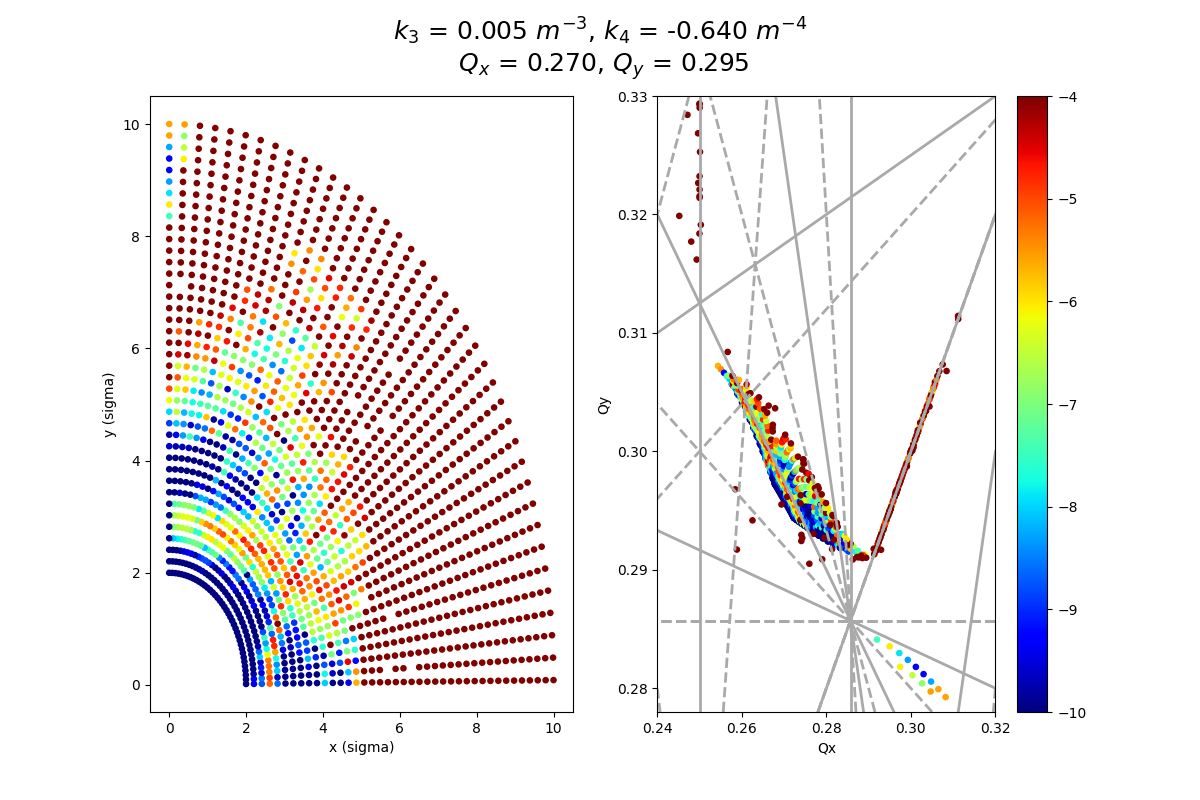 k₃ = 0.005 m⁻³, k₄ = -0.640 m⁻⁴
Qₓ = 0.270, Q_y = 0.295
10
8
6
4
2
0
y (sigma)
0 2 4 6 8 10
x (sigma)
0.33
0.32
0.31
0.30
0.29
0.28
Qy
0.24 0.26 0.28 0.30 0.32
Qx
−4
−5
−6
−7
−8
−9
−10